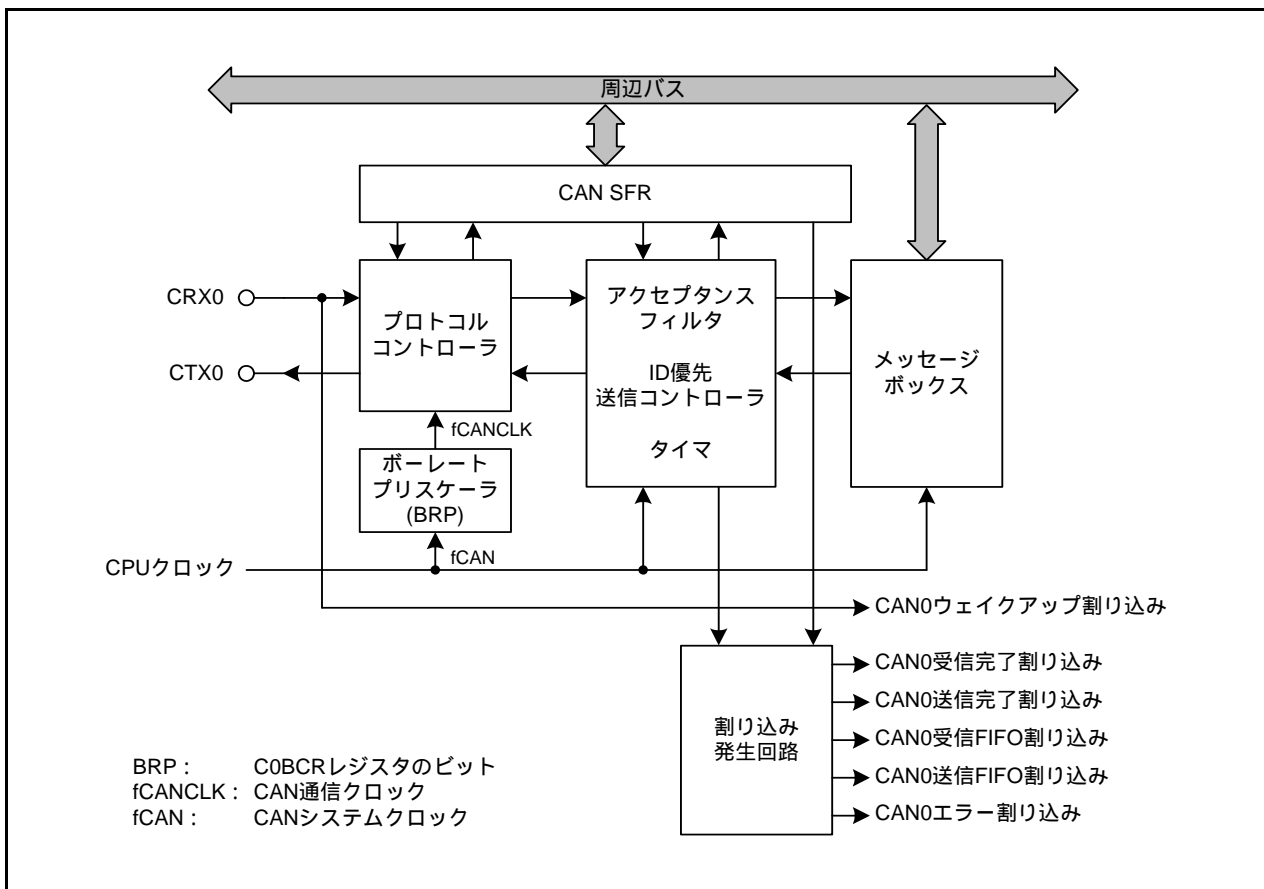 周辺バス
CAN SFR
CRX0
CTX0
プロトコル
コントローラ
アクセプタンス
フィルタ
ID優先
送信コントローラ
タイマ
メッセージ
ボックス
fCANCLK
ボーレート
プリスケーラ
(BRP)
fCAN
CPUクロック
CAN0ウェイクアップ割り込み
割り込み
発生回路
CAN0受信完了割り込み
CAN0送信完了割り込み
CAN0受信FIFO割り込み
CAN0送信FIFO割り込み
CAN0エラー割り込み
BRP : C0BCRレジスタのビット
fCANCLK : CAN通信クロック
fCAN : CANシステムクロック